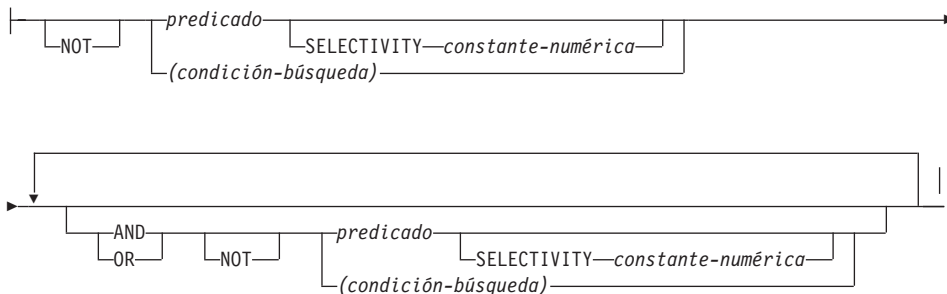 predicado
NOT SELECTIVITY constante-numérica
(condición-búsqueda)
AND predicado
OR NOT SELECTIVITY constante-numérica
(condición-búsqueda)